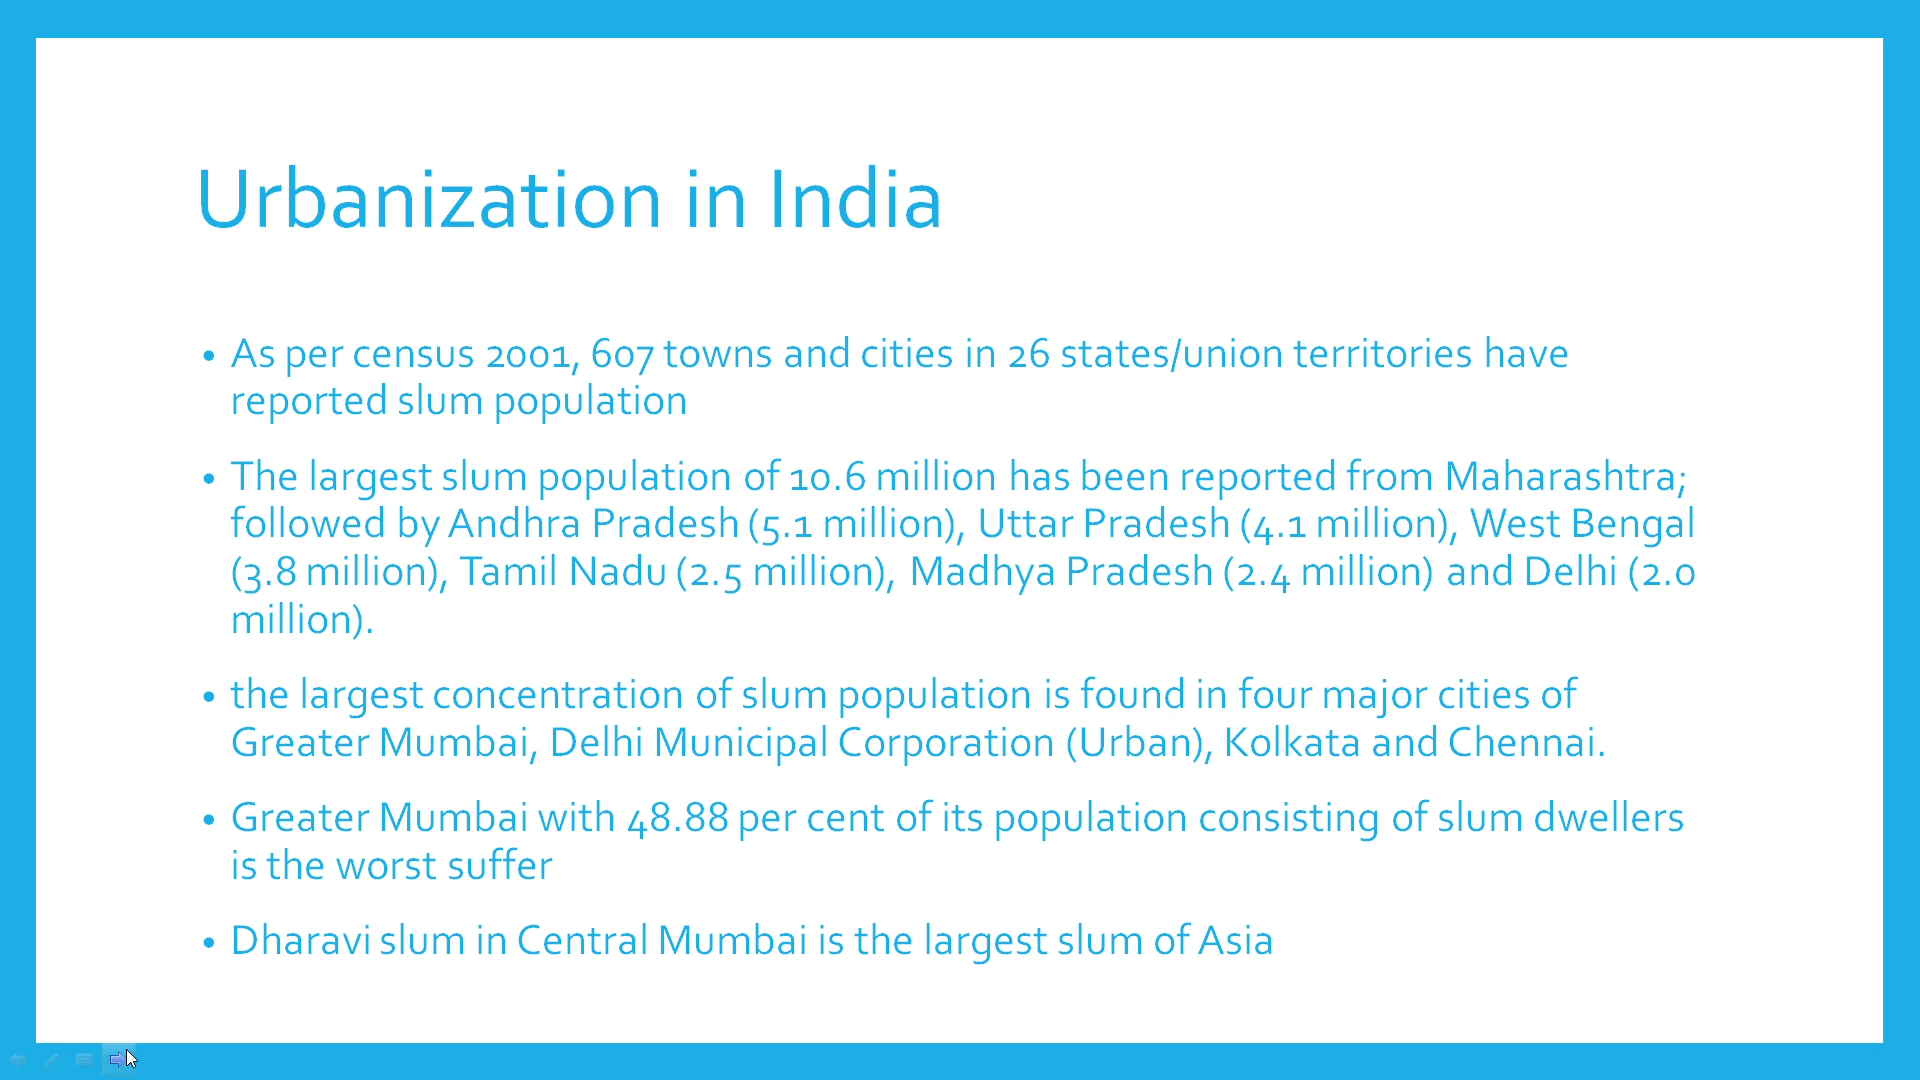 Urbanization in India
• As per census 2001, 607 towns and cities in 26 states/union territories have
reported slum population
• The largest slum population of 10.6 million has been reported from Maharashtra;
followed by Andhra Pradesh (5.1 million), Uttar Pradesh (4.1 million), West Bengal
(3.8 million), Tamil Nadu (2.5 million), Madhya Pradesh (2.4 million) and Delhi (2.0
million).
• the largest concentration of slum population is found in four major cities of
Greater Mumbai, Delhi Municipal Corporation (Urban), Kolkata and Chennai.
• Greater Mumbai with 48.88 per cent of its population consisting of slum dwellers
is the worst suffer
• Dharavi slum in Central Mumbai is the largest slum of Asia